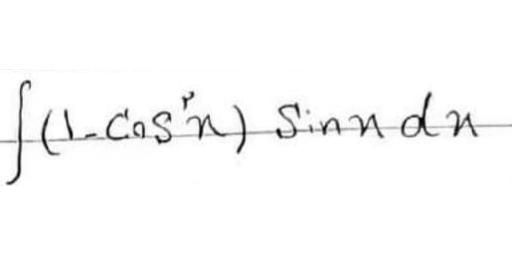 ∫(1-cos²x) sinx dx